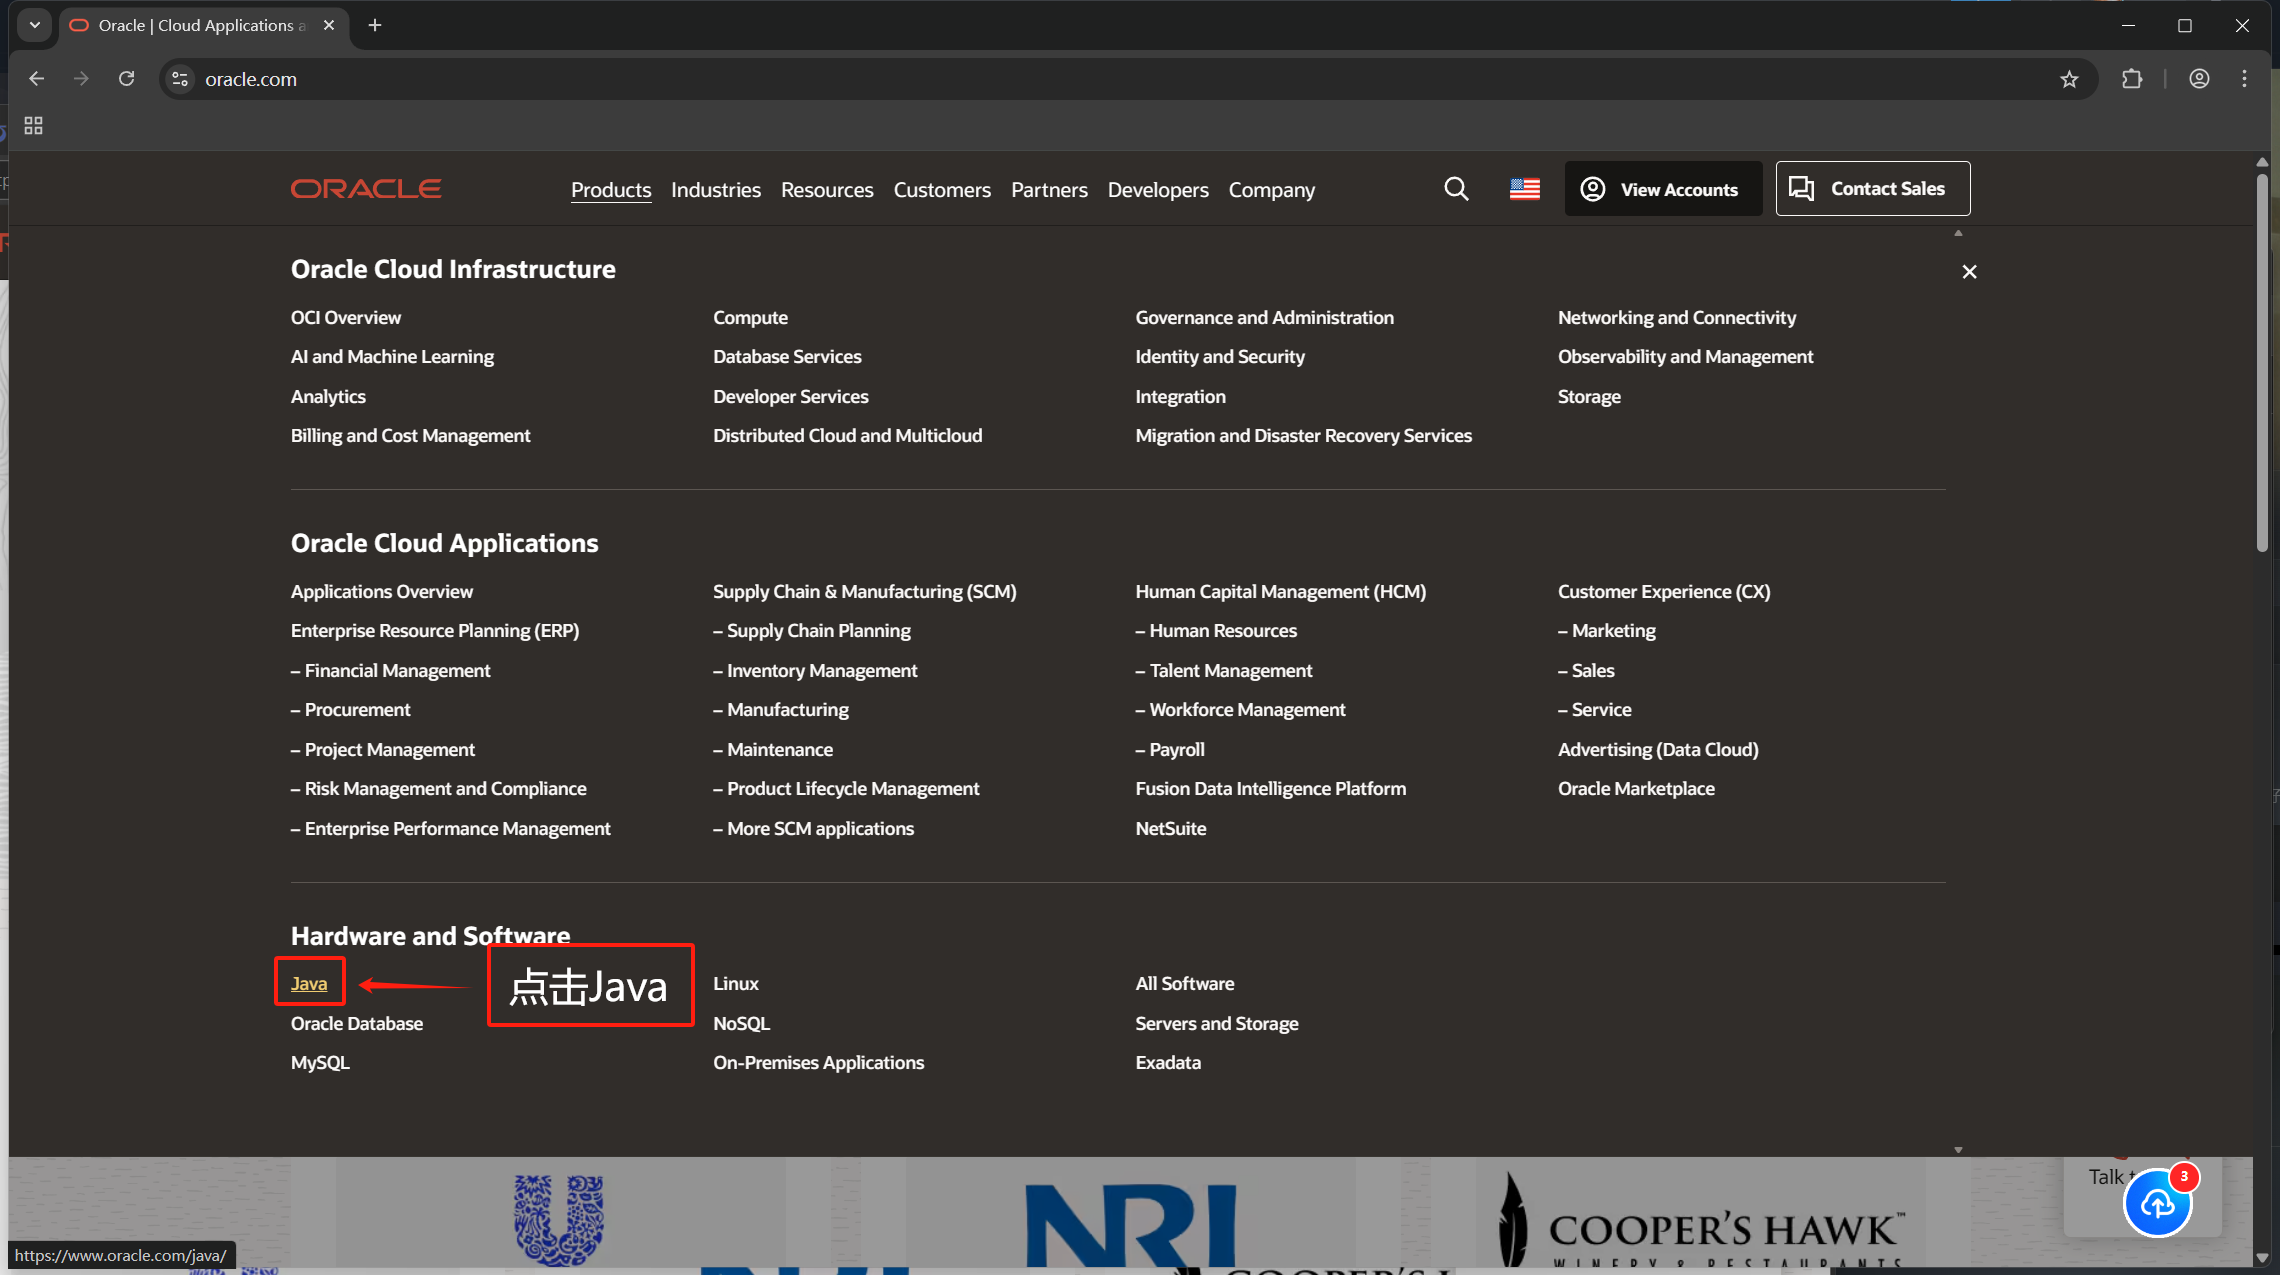 Oracle | Cloud Applications a
oracle.com
ORACLE
Products Industries Resources Customers Partners Developers Company
View Accounts
Contact Sales
Oracle Cloud Infrastructure
OCI Overview
AI and Machine Learning
Analytics
Billing and Cost Management
Compute
Database Services
Developer Services
Distributed Cloud and Multicloud
Governance and Administration
Identity and Security
Integration
Migration and Disaster Recovery Services
Networking and Connectivity
Observability and Management
Storage
Oracle Cloud Applications
Applications Overview
Enterprise Resource Planning (ERP)
– Financial Management
– Procurement
– Project Management
– Risk Management and Compliance
– Enterprise Performance Management
Supply Chain & Manufacturing (SCM)
– Supply Chain Planning
– Inventory Management
– Manufacturing
– Maintenance
– Product Lifecycle Management
– More SCM applications
Human Capital Management (HCM)
– Human Resources
– Talent Management
– Workforce Management
– Payroll
Fusion Data Intelligence Platform
NetSuite
Customer Experience (CX)
– Marketing
– Sales
– Service
Advertising (Data Cloud)
Oracle Marketplace
Hardware and Software
Java
Oracle Database
MySQL
点击Java
Linux
NoSQL
On-Premises Applications
All Software
Servers and Storage
Exadata
Talk
3
NRI
COOPER'S HAWK™
WINERY & RESTAURANTS
https://www.oracle.com/java/